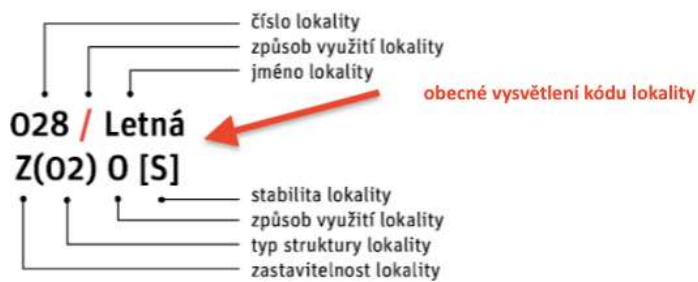 číslo lokality
způsob využití lokality
jméno lokality
obecné vysvětlení kódu lokality
028 / Letná
Z(02) O [S]
stabilita lokality
způsob využití lokality
typ struktury lokality
zastavitelnost lokality